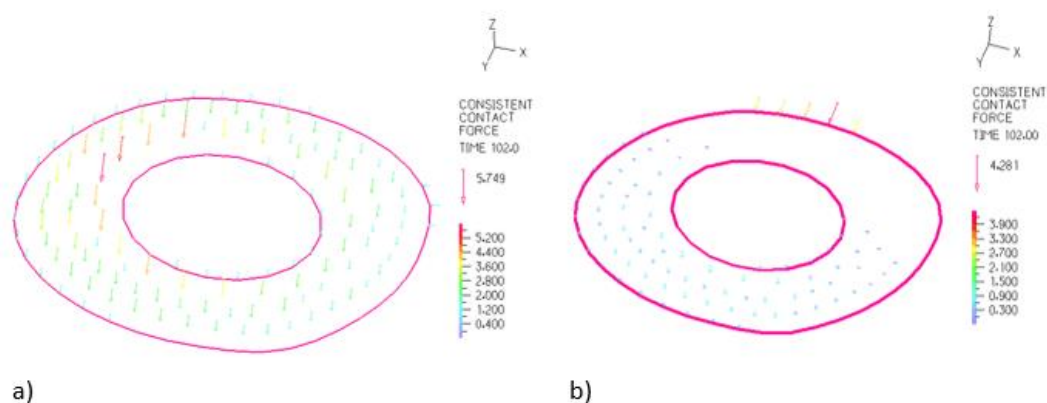 Z
X
Y
CONSISTENT
CONTACT
FORCE
TIME 102.0
5.749
5.200
4.400
3.600
2.800
2.000
1.200
0.400
a)
Z
X
Y
CONSISTENT
CONTACT
FORCE
TIME 102.00
4.281
3.900
3.300
2.700
2.100
1.500
0.900
0.300
b)